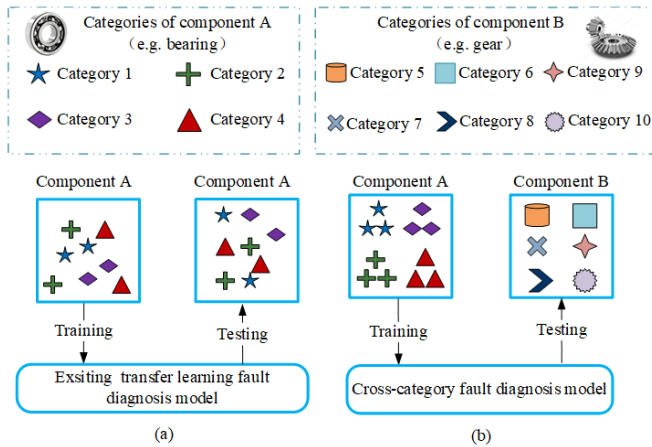 Categories of component A
(e.g. bearing)
Category 1
Category 2
Category 3
Category 4
Categories of component B
(e.g. gear)
Category 5
Category 6
Category 9
Category 7
Category 8
Category 10
Component A
Component A
Training
Testing
Exsiting transfer learning fault
diagnosis model
(a)
Component A
Component B
Training
Testing
Cross-category fault diagnosis model
(b)